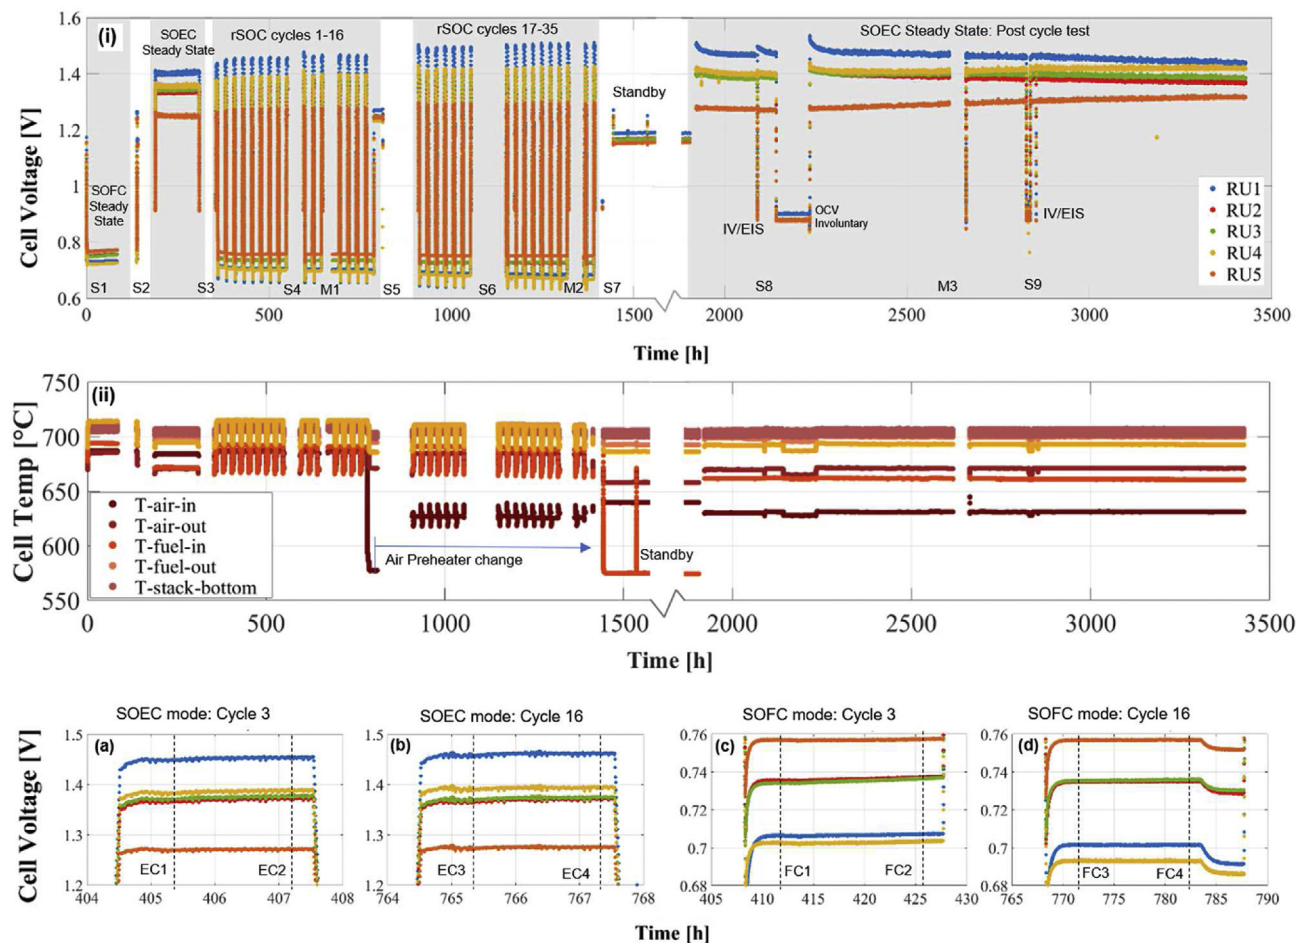 (i)
SOEC
Steady State
rSOC cycles 1-16
rSOC cycles 17-35
SOEC Steady State: Post cycle test
Standby
SOFC
Steady
State
IV/EIS
OCV
Involuntary
IV/EIS
RU1
RU2
RU3
RU4
RU5
S1 S2 S3 S4 M1 S5 S6 M2 S7 S8 M3 S9
Cell Voltage [V]
1.6
1.4
1.2
1
0.8
0.6
0 500 1000 1500 2000 2500 3000 3500
Time [h]
(ii)
Cell Temp [°C]
750
700
650
600
550
T-air-in
T-air-out
T-fuel-in
T-fuel-out
T-stack-bottom
Air Preheater change
Standby
0 500 1000 1500 2000 2500 3000 3500
Time [h]
SOEC mode: Cycle 3
SOEC mode: Cycle 16
SOFC mode: Cycle 3
SOFC mode: Cycle 16
Cell Voltage [V]
(a)
1.5
1.4
1.3
1.2
EC1 EC2
404 405 406 407 408
(b)
1.5
1.4
1.3
1.2
EC3 EC4
764 765 766 767 768
(c)
0.76
0.74
0.72
0.7
0.68
FC1 FC2
405 410 415 420 425 430
(d)
0.76
0.74
0.72
0.7
0.68
FC3 FC4
765 770 775 780 785 790
Time [h]